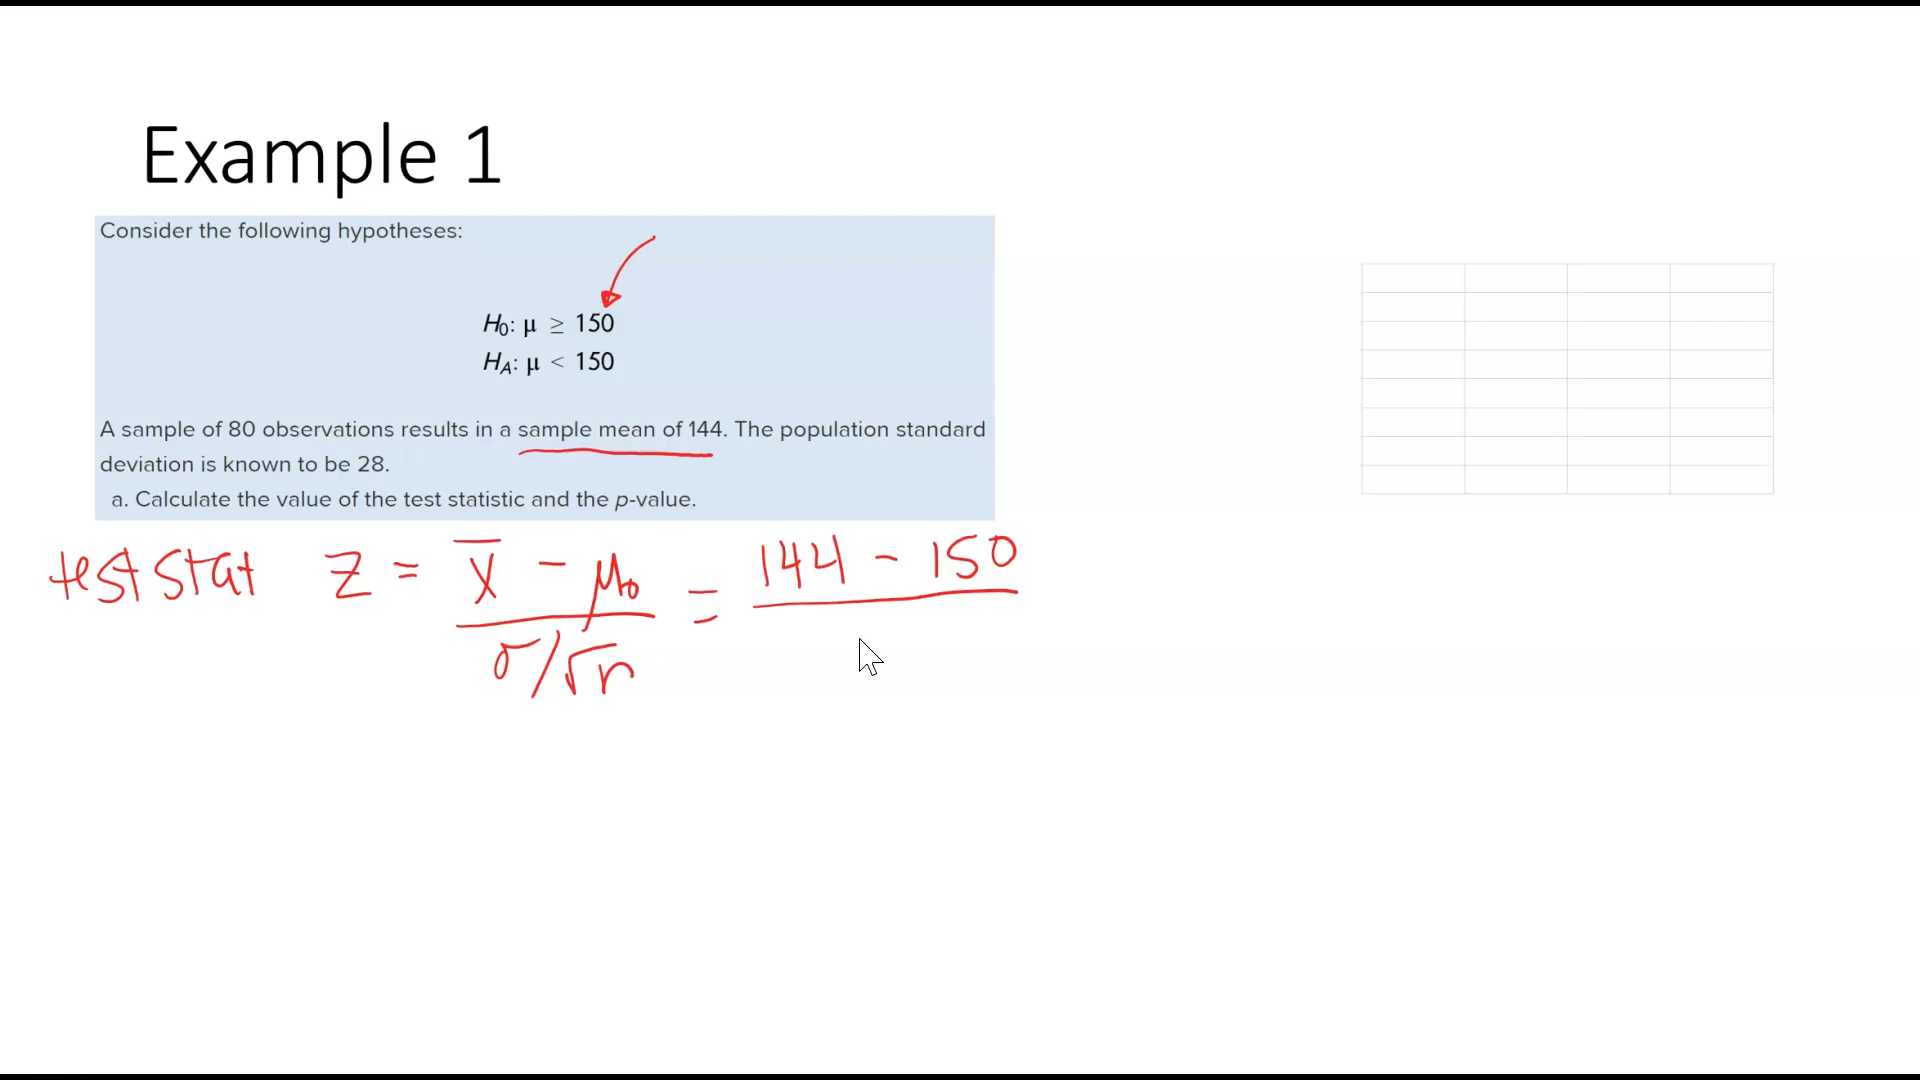 Example 1
Consider the following hypotheses:
H0: μ ≥ 150
HA: μ < 150
A sample of 80 observations results in a sample mean of 144. The population standard
deviation is known to be 28.
a. Calculate the value of the test statistic and the p-value.
test stat z = x̄ - μ0 = 144 - 150
σ/√n